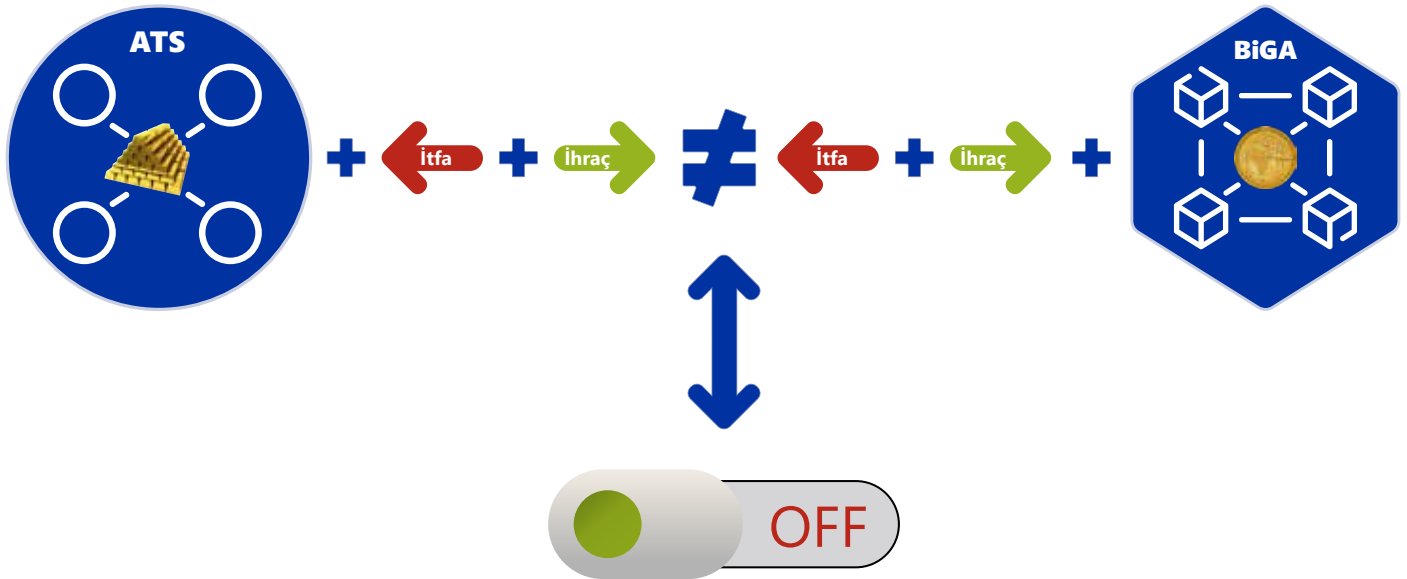 ATS
BiGA
İtfa
İhraç
İtfa
İhraç
OFF